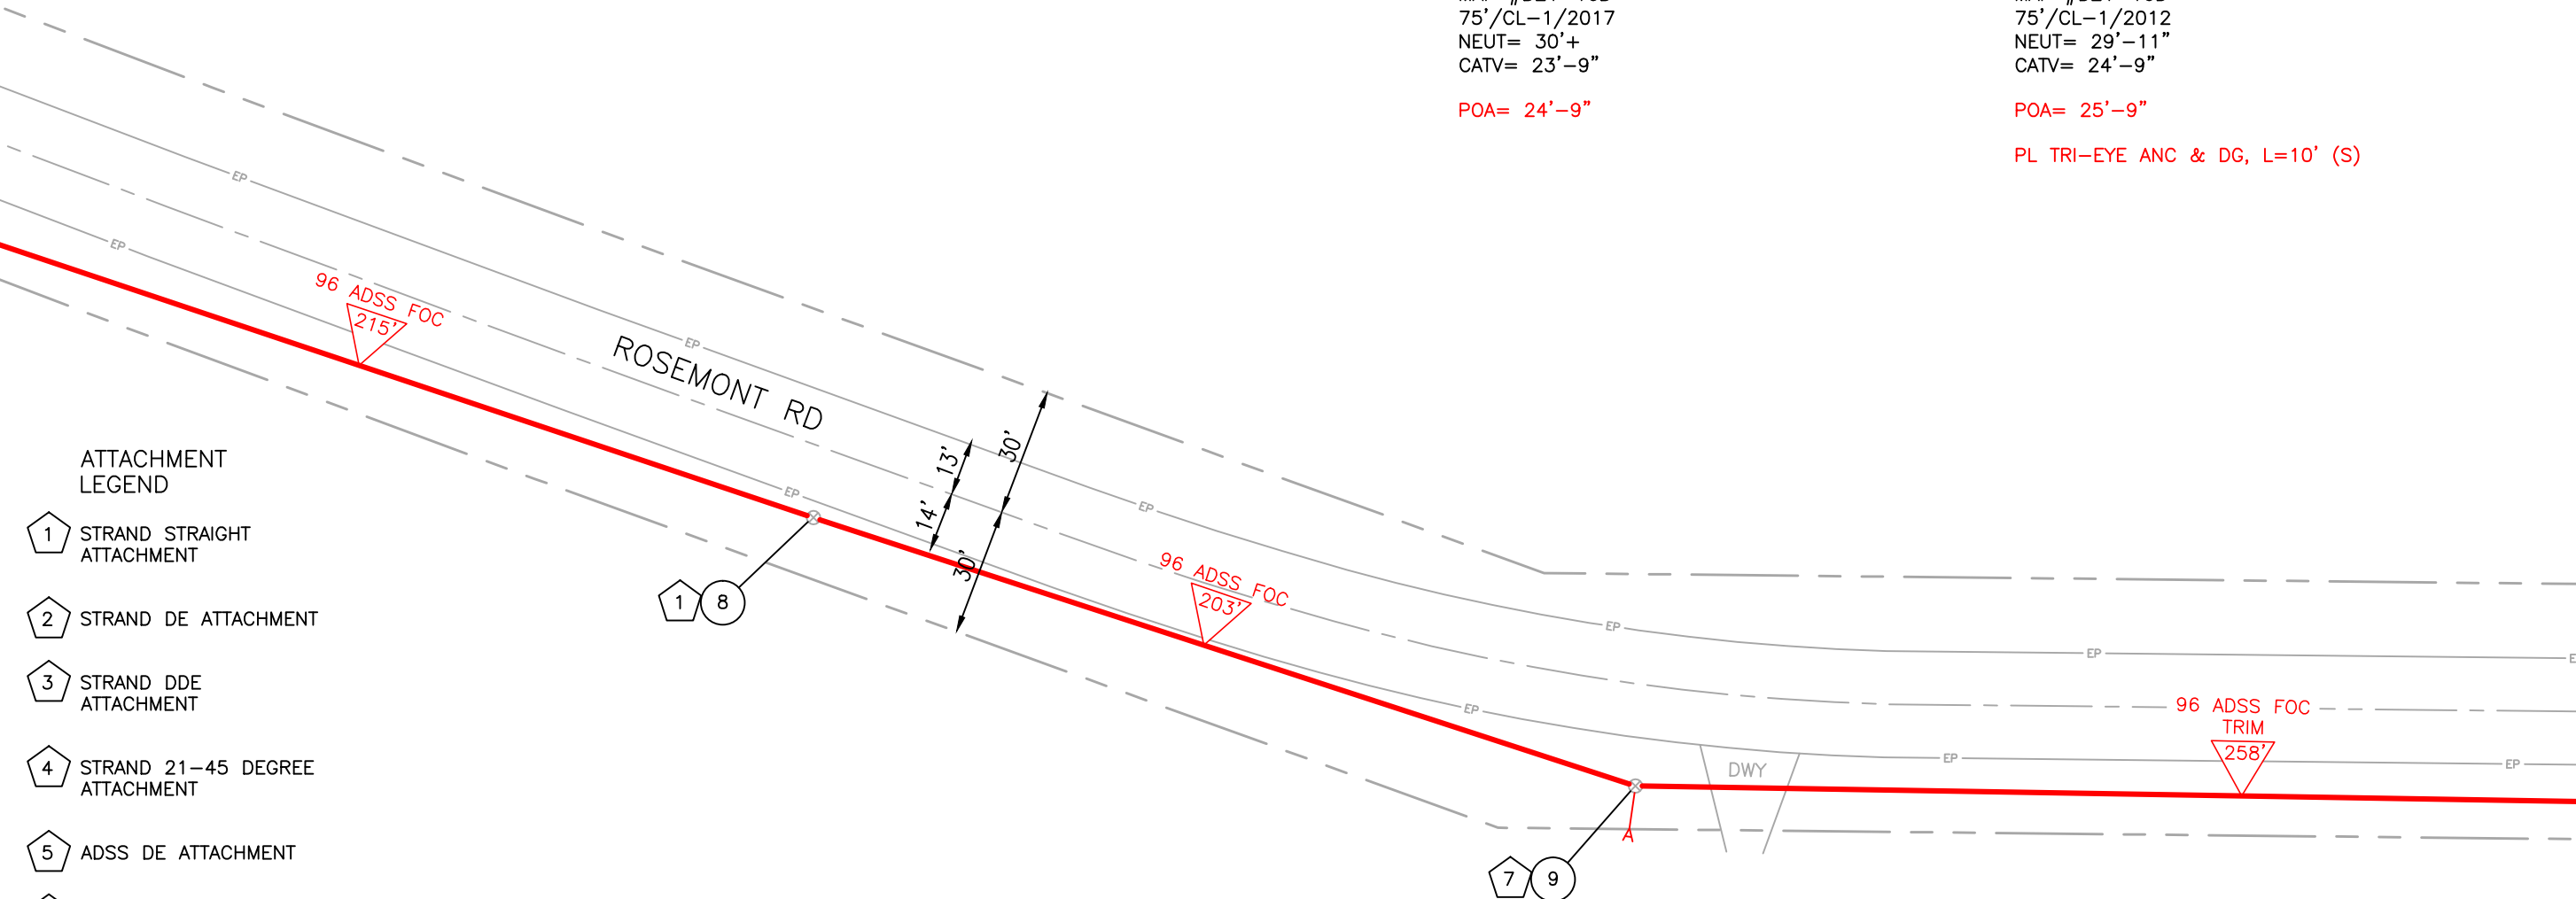 75'/CL-1/2017
NEUT= 30'+
CATV= 23'-9"
POA= 24'-9"
75'/CL-1/2012
NEUT= 29'-11"
CATV= 24'-9"
POA= 25'-9"
PL TRI-EYE ANC & DG, L=10' (S)
EP
EP
96 ADSS FOC
215'
ROSEMONT RD
EP
EP
13'
30'
14'
30'
EP
1
8
96 ADSS FOC
203'
EP
EP
EP
EP
96 ADSS FOC
TRIM
258'
EP
EP
DWY
A
7
9
ATTACHMENT
LEGEND
1 STRAND STRAIGHT
ATTACHMENT
2 STRAND DE ATTACHMENT
3 STRAND DDE
ATTACHMENT
4 STRAND 21-45 DEGREE
ATTACHMENT
5 ADSS DE ATTACHMENT